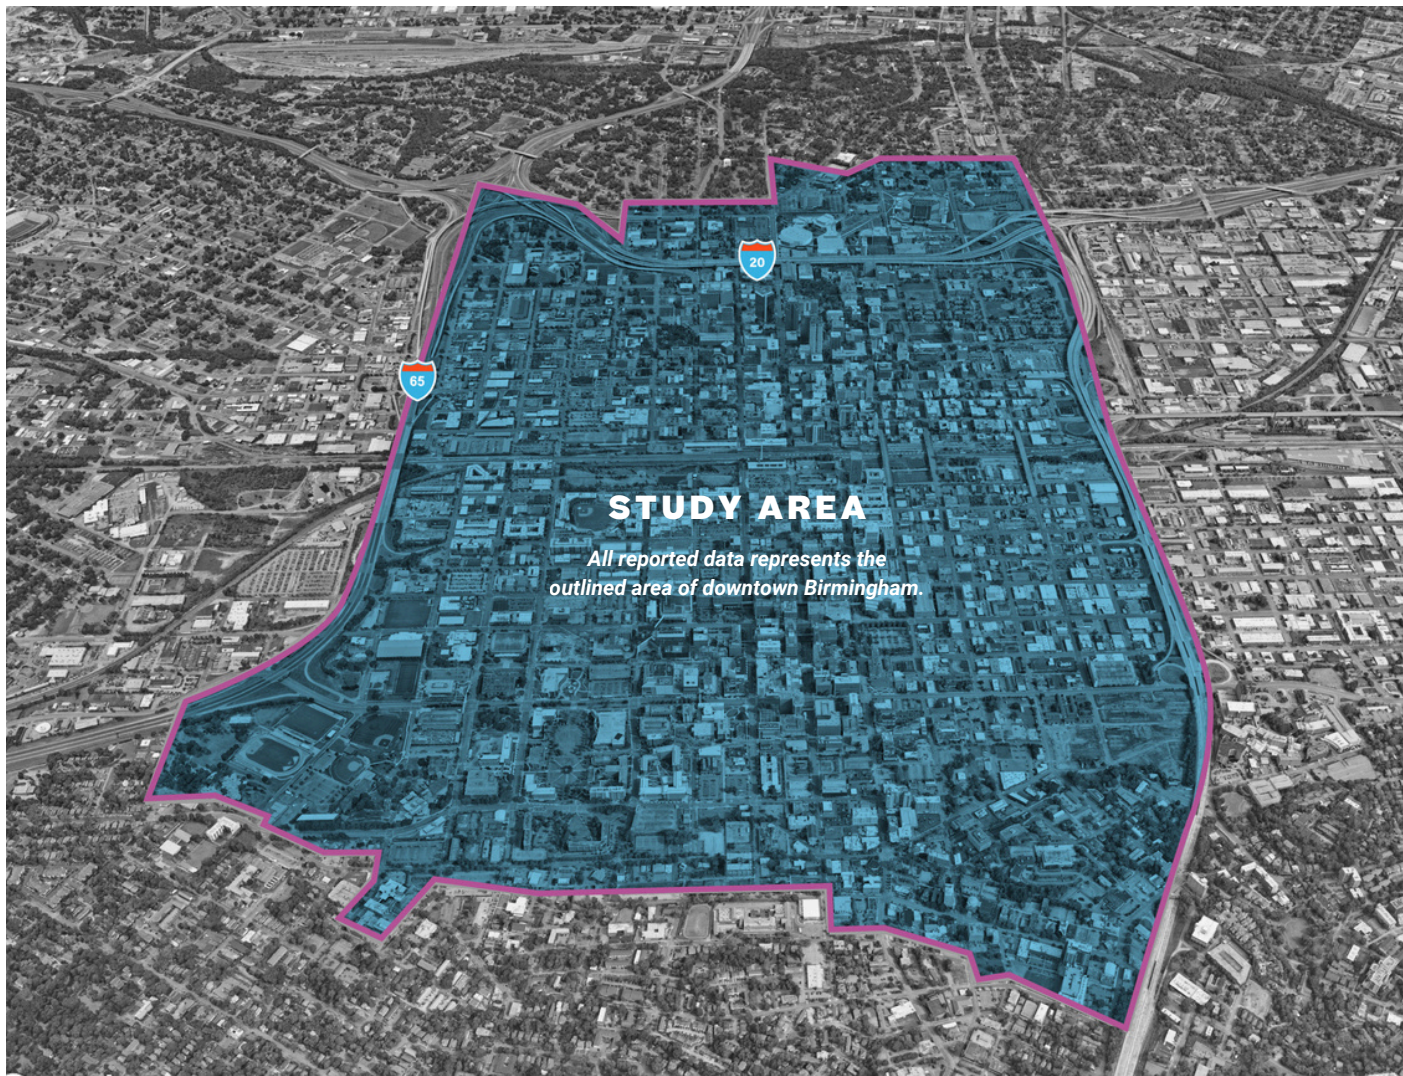 20
65
STUDY AREA
All reported data represents the
outlined area of downtown Birmingham.